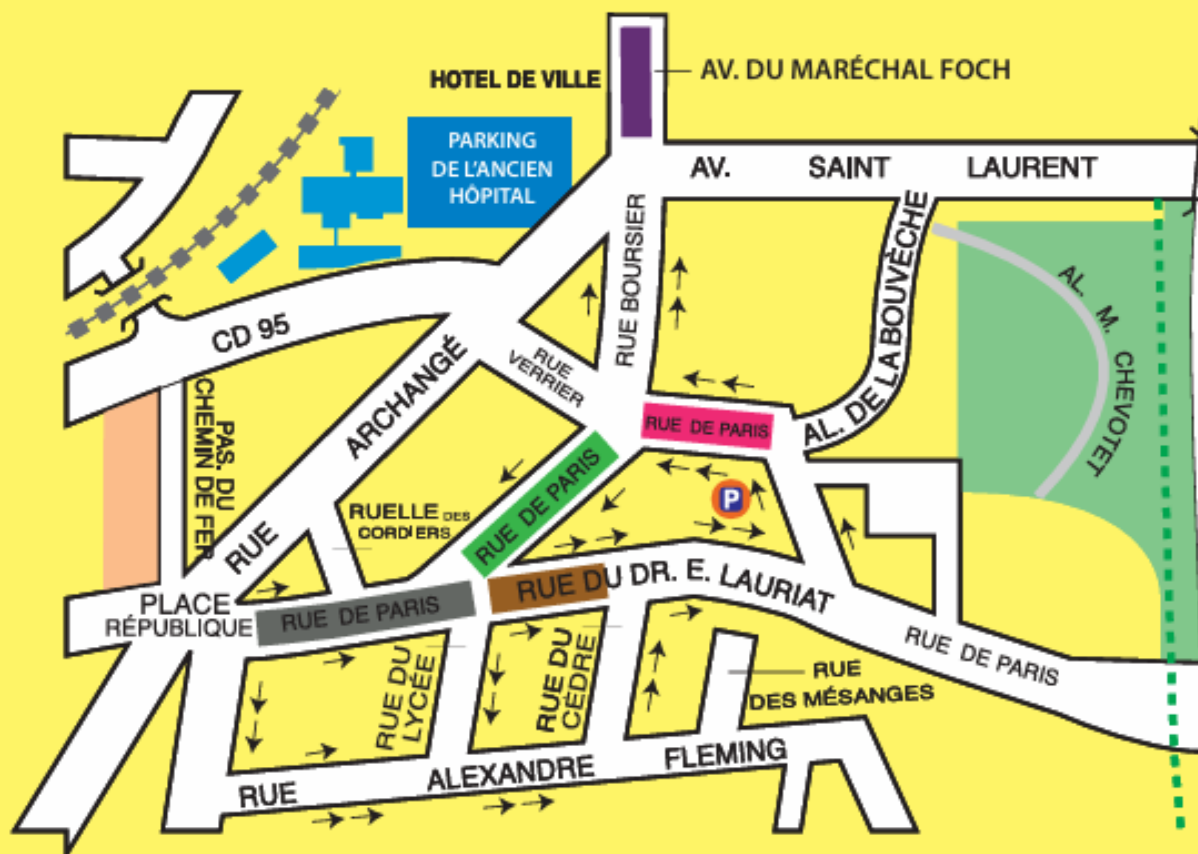 HOTEL DE VILLE
AV. DU MARÉCHAL FOCH
PARKING
DE L'ANCIEN
HÔPITAL
AV. SAINT LAURENT
RUE BOURSIER
AL. DE LA BOUVÈCHE
AL. M. CHEVOTET
CD 95
RUE
VERRIER
RUE ARCHANGÉ
PAS. DU
CHEMIN DE FER
RUE DE PARIS
RUE DE PARIS
P
RUELLE DES
CORDIERS
RUE DU DR. E. LAURIAT
PLACE
RÉPUBLIQUE
RUE DE PARIS
RUE DE PARIS
RUE DU
LYCÉE
RUE DU
CÈDRE
RUE
DES MÉSANGES
RUE ALEXANDRE FLEMING